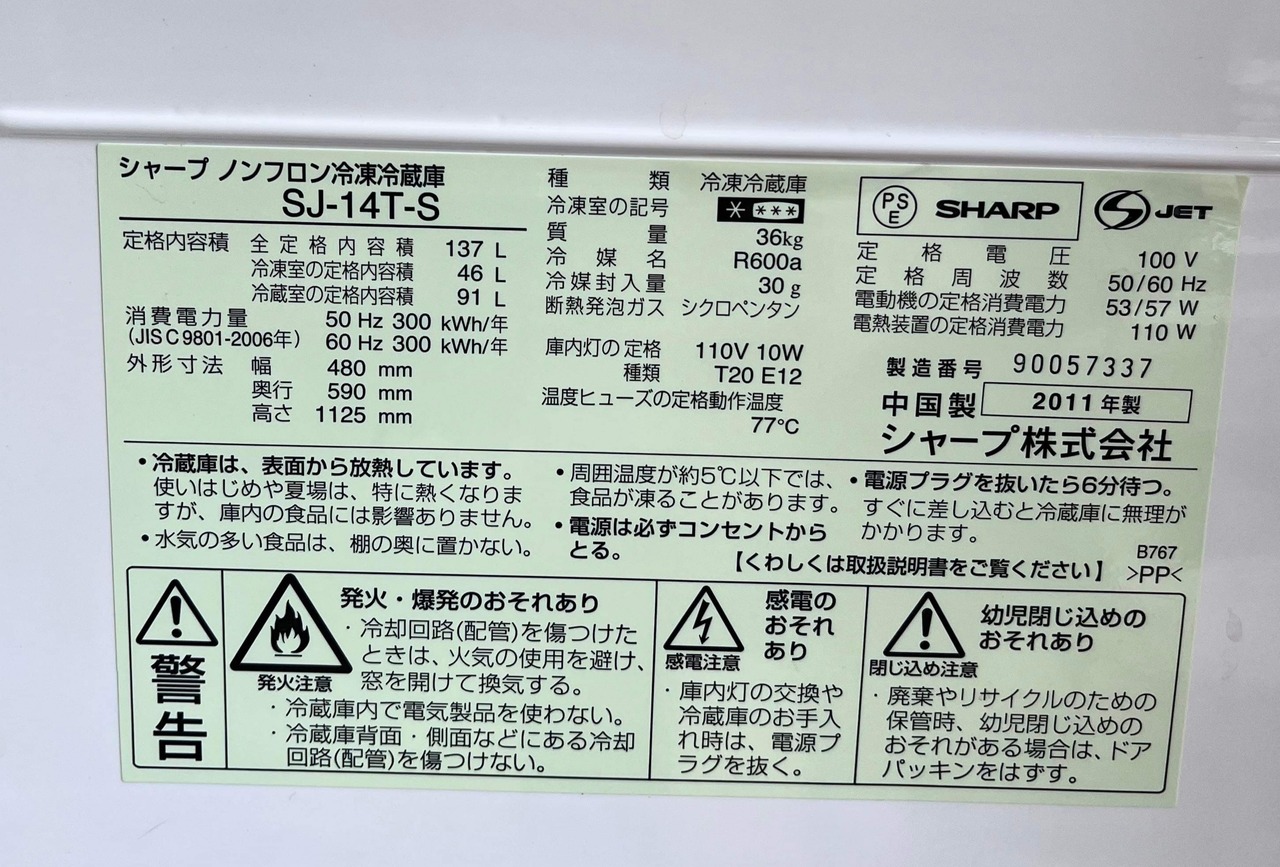 シャープ ノンフロン冷凍冷蔵庫
SJ-14T-S
定格内容積 全定格内容積 137 L
冷凍室の定格内容積 46 L
冷蔵室の定格内容積 91 L
消費電力量 50 Hz 300 kWh/年
(JIS C 9801-2006年) 60 Hz 300 kWh/年
外形寸法 幅 480 mm
奥行 590 mm
高さ 1125 mm
種類 冷凍冷蔵庫
冷凍室の記号 * ***
質量 36kg
冷媒名 R600a
冷媒封入量 30 g
断熱発泡ガス シクロペンタン
庫内灯の定格 110V 10W
種類 T20 E12
温度ヒューズの定格動作温度
77℃
PSE SHARP S JET
定格電圧 100 V
定格周波数 50/60 Hz
電動機の定格消費電力 53/57 W
電熱装置の定格消費電力 110 W
製造番号 90057337
中国製 2011年製
シャープ株式会社
・冷蔵庫は、表面から放熱しています。
使いはじめや夏場は、特に熱くなりま
すが、庫内の食品には影響ありません。
・水気の多い食品は、棚の奥に置かない。
・周囲温度が約5℃以下では、
食品が凍ることがあります。
・電源は必ずコンセントから
とる。
・電源プラグを抜いたら6分待つ。
すぐに差し込むと冷蔵庫に無理が
かかります。
【くわしくは取扱説明書をご覧ください】
B767
>PP<
警告
発火注意
発火・爆発のおそれあり
・冷却回路(配管)を傷つけた
ときは、火気の使用を避け、
窓を開けて換気する。
・冷蔵庫内で電気製品を使わない。
・冷蔵庫背面・側面などにある冷却
回路(配管)を傷つけない。
感電注意
感電の
おそれ
あり
・庫内灯の交換や
冷蔵庫のお手入
れ時は、電源プ
ラグを抜く。
閉じ込め注意
幼児閉じ込めの
おそれあり
・廃棄やリサイクルのための
保管時、幼児閉じ込めの
おそれがある場合は、ドア
パッキンをはずす。